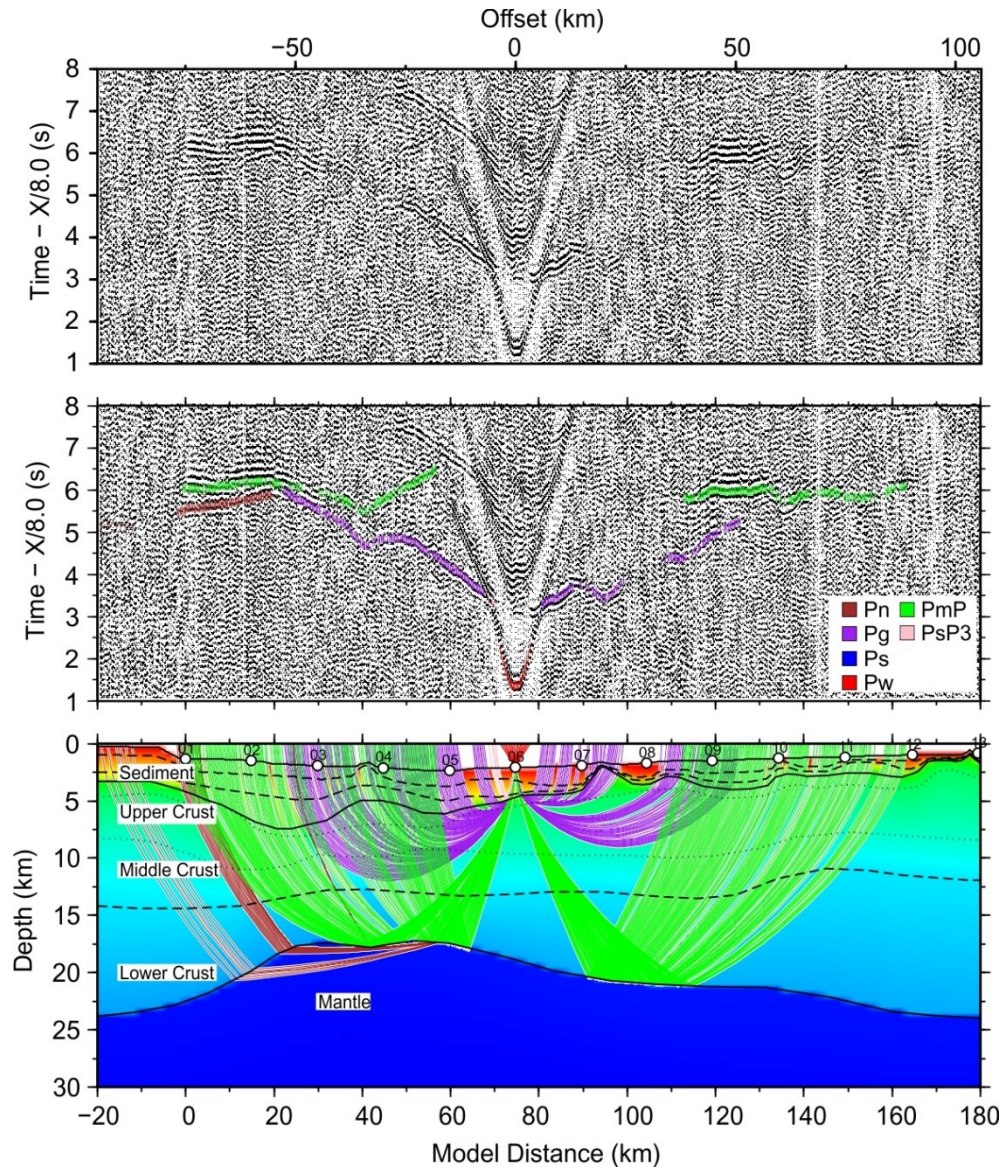 Offset (km)
−50 0 50 100
8
7
6
5
4
3
2
1
Time − X/8.0 (s)
8
7
6
5
4
3
2
1
Time − X/8.0 (s)
Pn PmP
Pg PsP3
Ps
Pw
0
5
10
15
20
25
30
Depth (km)
01 02 03 04 05 06 07 08 09 10 12 13
Sediment
Upper Crust
Middle Crust
Lower Crust
Mantle
−20 0 20 40 60 80 100 120 140 160 180
Model Distance (km)